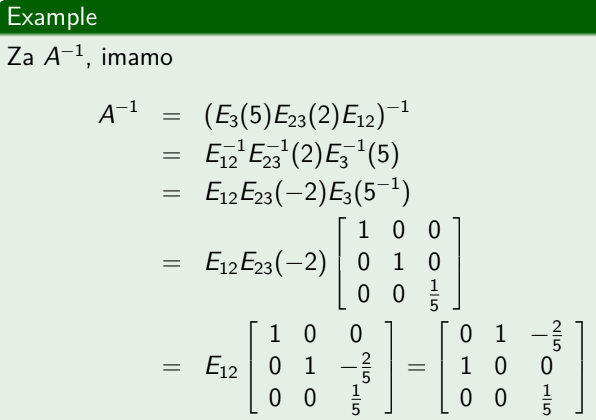 Example
Za A⁻¹, imamo
A⁻¹ = (E₃(5)E₂₃(2)E₁₂)⁻¹
= E₁₂⁻¹E₂₃⁻¹(2)E₃⁻¹(5)
= E₁₂E₂₃(−2)E₃(5⁻¹)
= E₁₂E₂₃(−2) [ 1 0 0 ; 0 1 0 ; 0 0 1/5 ]
= E₁₂ [ 1 0 0 ; 0 1 −2/5 ; 0 0 1/5 ] = [ 0 1 −2/5 ; 1 0 0 ; 0 0 1/5 ]